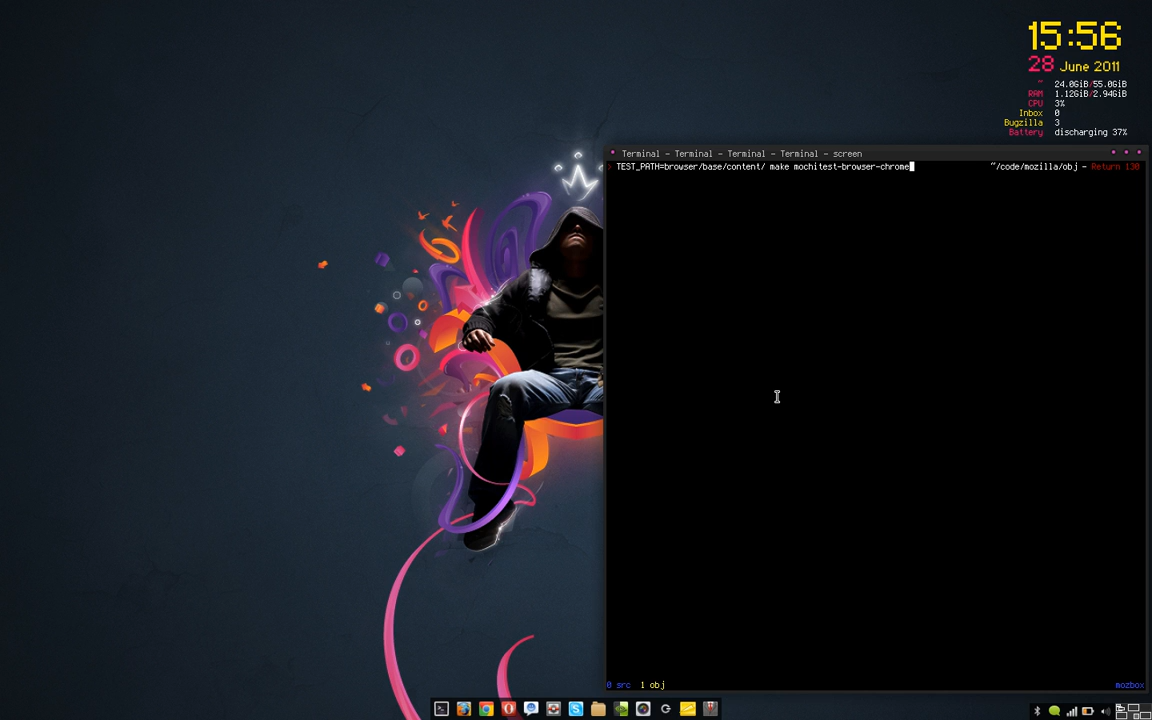 15:56
28 June 2011
~ 24.0GiB/55.0GiB
RAM 1.12GiB/2.94GiB
CPU 3%
Inbox 0
Bugzilla 3
Battery discharging 37%
Terminal - Terminal - Terminal - Terminal - screen
> TEST_PATH=browser/base/content/ make mochitest-browser-chrome ~/code/mozilla/obj - Return 130
0 src 1 obj mozbox